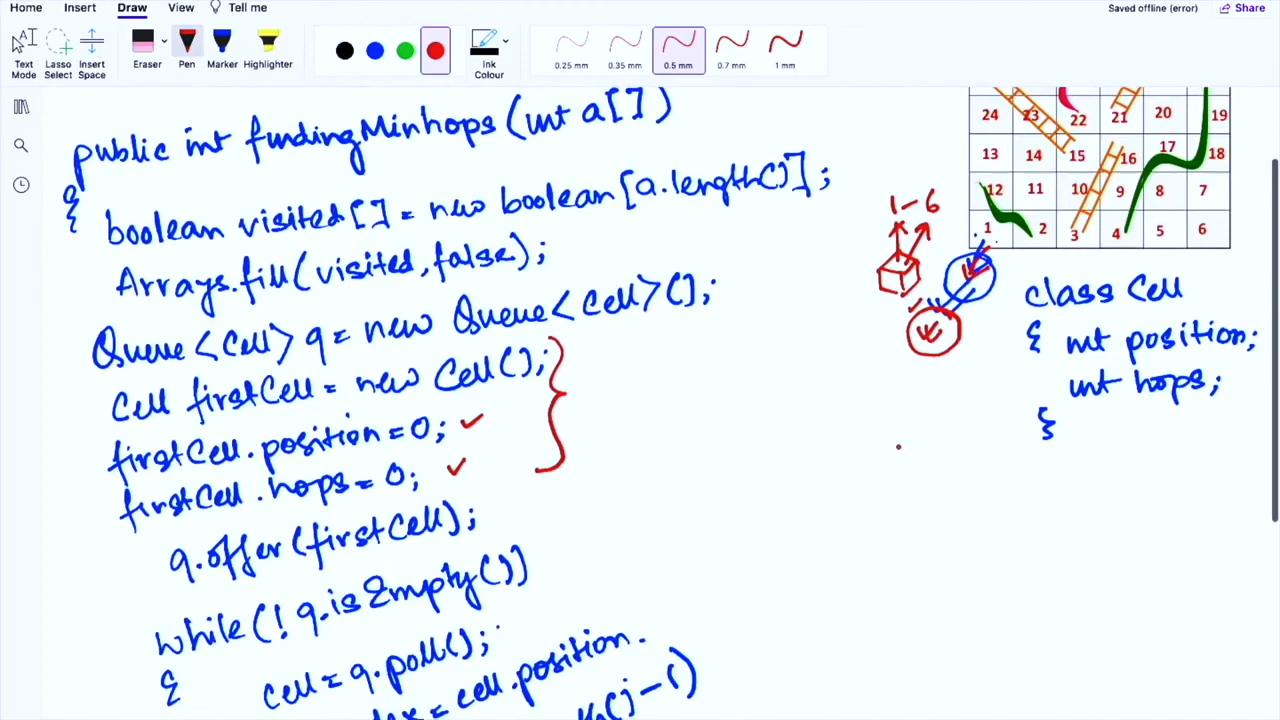 Home Insert Draw View Tell me
Saved offline (error) Share
Text Mode
Lasso Select
Insert Space
Eraser
Pen
Marker
Highlighter
Ink Colour
0.25 mm
0.35 mm
0.5 mm
0.7 mm
1 mm
public int findingMinhops (int a[])
{ boolean visited[] = new boolean[a.length()];
Arrays.fill(visited, false);
Queue <Cell> q = new Queue<Cell>();
Cell firstCell = new Cell();
firstCell.position = 0;
firstCell.hops = 0;
q.offer(firstCell);
while(! q.isEmpty())
{ Cell = q.poll();
= cell.position.
(j-1)
24 23 22 21 20 19
13 14 15 16 17 18
12 11 10 9 8 7
1 2 3 4 5 6
1-6
class Cell
{ int position;
int hops;
}